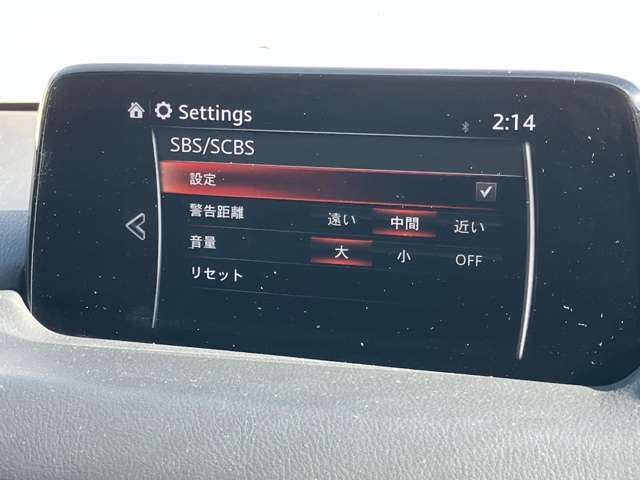 Settings 2:14
SBS/SCBS
設定
警告距離 遠い 中間 近い
音量 大 小 OFF
リセット